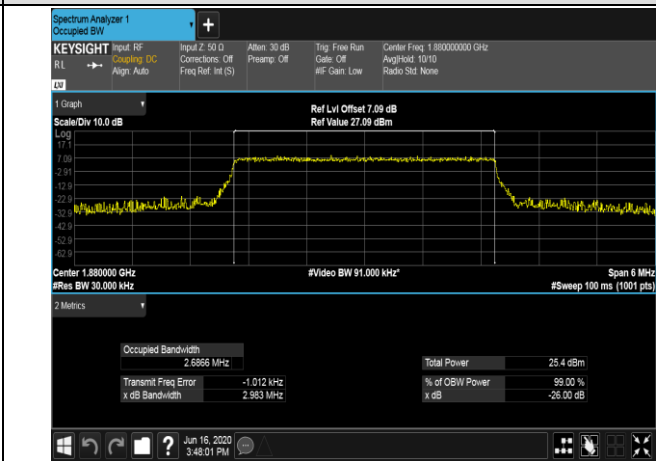 Spectrum Analyzer 1
Occupied BW
+
KEYSIGHT Input: RF Input Z: 50 Ω Atten: 30 dB Trig: Free Run Center Freq: 1.880000000 GHz
RL Coupling: DC Corrections: Off Preamp: Off Gate: Off Avg|Hold: 10/10
Align: Auto Freq Ref: Int (S) #IF Gain: Low Radio Std: None
LXI
1 Graph
Ref Lvl Offset 7.09 dB
Scale/Div 10.0 dB Ref Value 27.09 dBm
Log
17.1
7.09
-2.91
-12.9
-22.9
-32.9
-42.9
-52.9
-62.9
Center 1.880000 GHz #Video BW 91.000 kHz* Span 6 MHz
#Res BW 30.000 kHz #Sweep 100 ms (1001 pts)
2 Metrics
Occupied Bandwidth
2.6866 MHz Total Power 25.4 dBm
Transmit Freq Error -1.012 kHz % of OBW Power 99.00 %
x dB Bandwidth 2.983 MHz x dB -26.00 dB
? Jun 16, 2020
3:48:01 PM